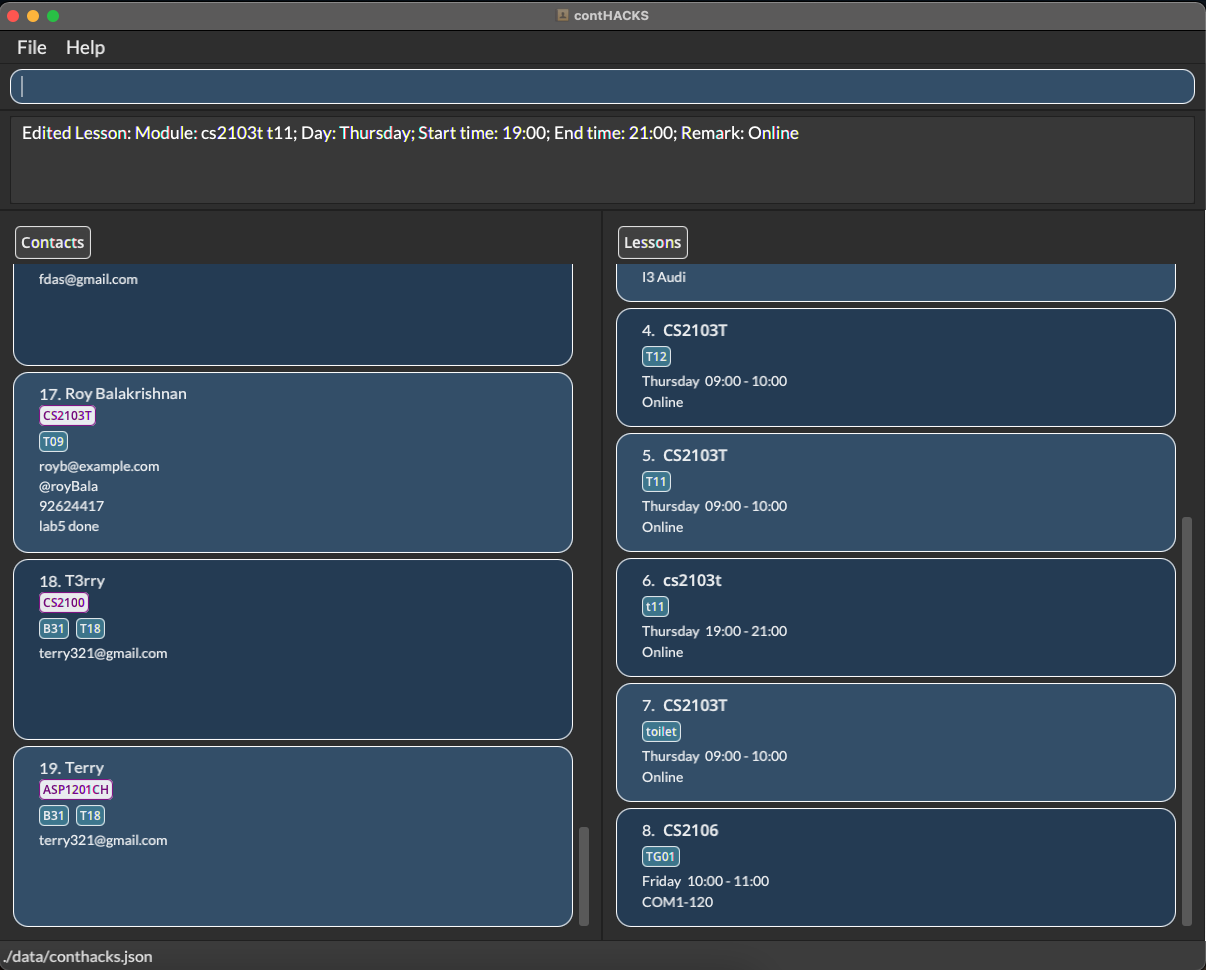 contHACKS
File Help
Edited Lesson: Module: cs2103t t11; Day: Thursday; Start time: 19:00; End time: 21:00; Remark: Online
Contacts
fdas@gmail.com
17. Roy Balakrishnan
CS2103T
T09
royb@example.com
@royBala
92624417
lab5 done
18. T3rry
CS2100
B31 T18
terry321@gmail.com
19. Terry
ASP1201CH
B31 T18
terry321@gmail.com
Lessons
I3 Audi
4. CS2103T
T12
Thursday 09:00 - 10:00
Online
5. CS2103T
T11
Thursday 09:00 - 10:00
Online
6. cs2103t
t11
Thursday 19:00 - 21:00
Online
7. CS2103T
toilet
Thursday 09:00 - 10:00
Online
8. CS2106
TG01
Friday 10:00 - 11:00
COM1-120
./data/conthacks.json